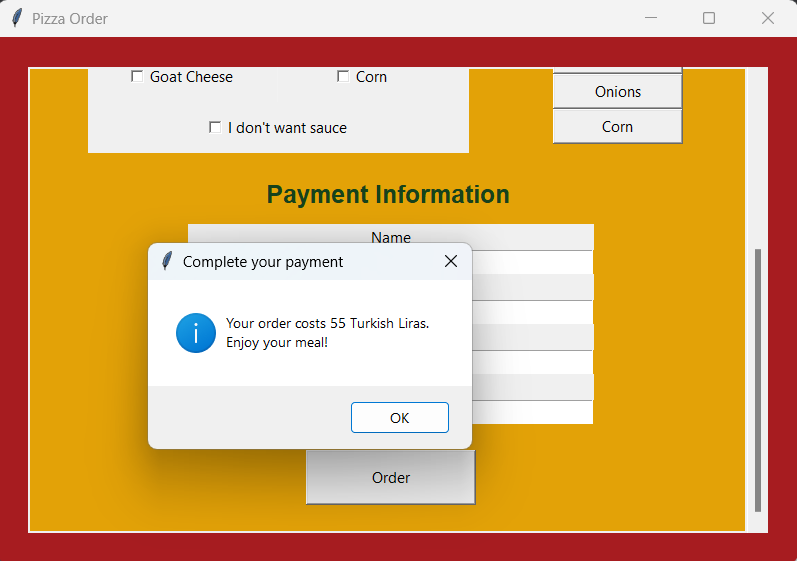 Pizza Order
Goat Cheese
Corn
I don't want sauce
Onions
Corn
Payment Information
Name
Complete your payment
Your order costs 55 Turkish Liras.
Enjoy your meal!
OK
Order